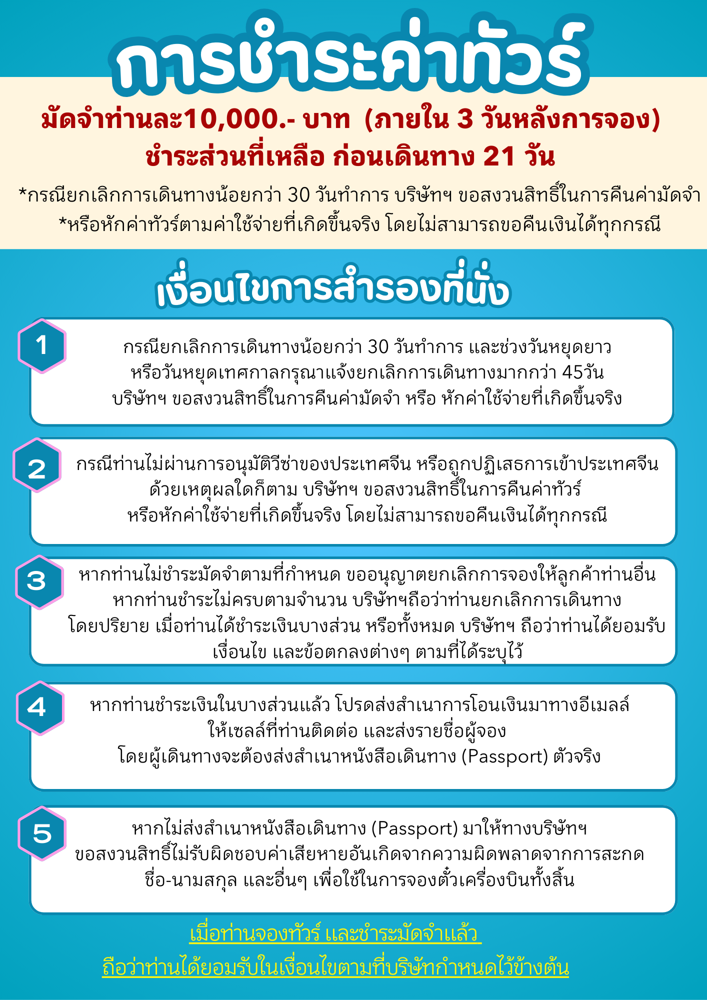 การชำระค่าทัวร์
มัดจำท่านละ10,000.- บาท (ภายใน 3 วันหลังการจอง)
ชำระส่วนที่เหลือ ก่อนเดินทาง 21 วัน
*กรณียกเลิกการเดินทางน้อยกว่า 30 วันทำการ บริษัทฯ ขอสงวนสิทธิ์ในการคืนค่ามัดจำ
*หรือหักค่าทัวร์ตามค่าใช้จ่ายที่เกิดขึ้นจริง โดยไม่สามารถขอคืนเงินได้ทุกกรณี
เงื่อนไขการสำรองที่นั่ง
1
กรณียกเลิกการเดินทางน้อยกว่า 30 วันทำการ และช่วงวันหยุดยาว
หรือวันหยุดเทศกาลกรุณาแจ้งยกเลิกการเดินทางมากกว่า 45วัน
บริษัทฯ ขอสงวนสิทธิ์ในการคืนค่ามัดจำ หรือ หักค่าใช้จ่ายที่เกิดขึ้นจริง
2
กรณีท่านไม่ผ่านการอนุมัติวีซ่าของประเทศจีน หรือถูกปฏิเสธการเข้าประเทศจีน
ด้วยเหตุผลใดก็ตาม บริษัทฯ ขอสงวนสิทธิ์ในการคืนค่าทัวร์
หรือหักค่าใช้จ่ายที่เกิดขึ้นจริง โดยไม่สามารถขอคืนเงินได้ทุกกรณี
3
หากท่านไม่ชำระมัดจำตามที่กำหนด ขออนุญาตยกเลิกการจองให้ลูกค้าท่านอื่น
หากท่านชำระไม่ครบตามจำนวน บริษัทฯถือว่าท่านยกเลิกการเดินทาง
โดยปริยาย เมื่อท่านได้ชำระเงินบางส่วน หรือทั้งหมด บริษัทฯ ถือว่าท่านได้ยอมรับ
เงื่อนไข และข้อตกลงต่างๆ ตามที่ได้ระบุไว้
4
หากท่านชำระเงินในบางส่วนแล้ว โปรดส่งสำเนาการโอนเงินมาทางอีเมลล์
ให้เซลล์ที่ท่านติดต่อ และส่งรายชื่อผู้จอง
โดยผู้เดินทางจะต้องส่งสำเนาหนังสือเดินทาง (Passport) ตัวจริง
5
หากไม่ส่งสำเนาหนังสือเดินทาง (Passport) มาให้ทางบริษัทฯ
ขอสงวนสิทธิ์ไม่รับผิดชอบค่าเสียหายอันเกิดจากความผิดพลาดจากการสะกด
ชื่อ-นามสกุล และอื่นๆ เพื่อใช้ในการจองตั๋วเครื่องบินทั้งสิ้น
เมื่อท่านจองทัวร์ และชำระมัดจำแล้ว
ถือว่าท่านได้ยอมรับในเงื่อนไขตามที่บริษัทกำหนดไว้ข้างต้น